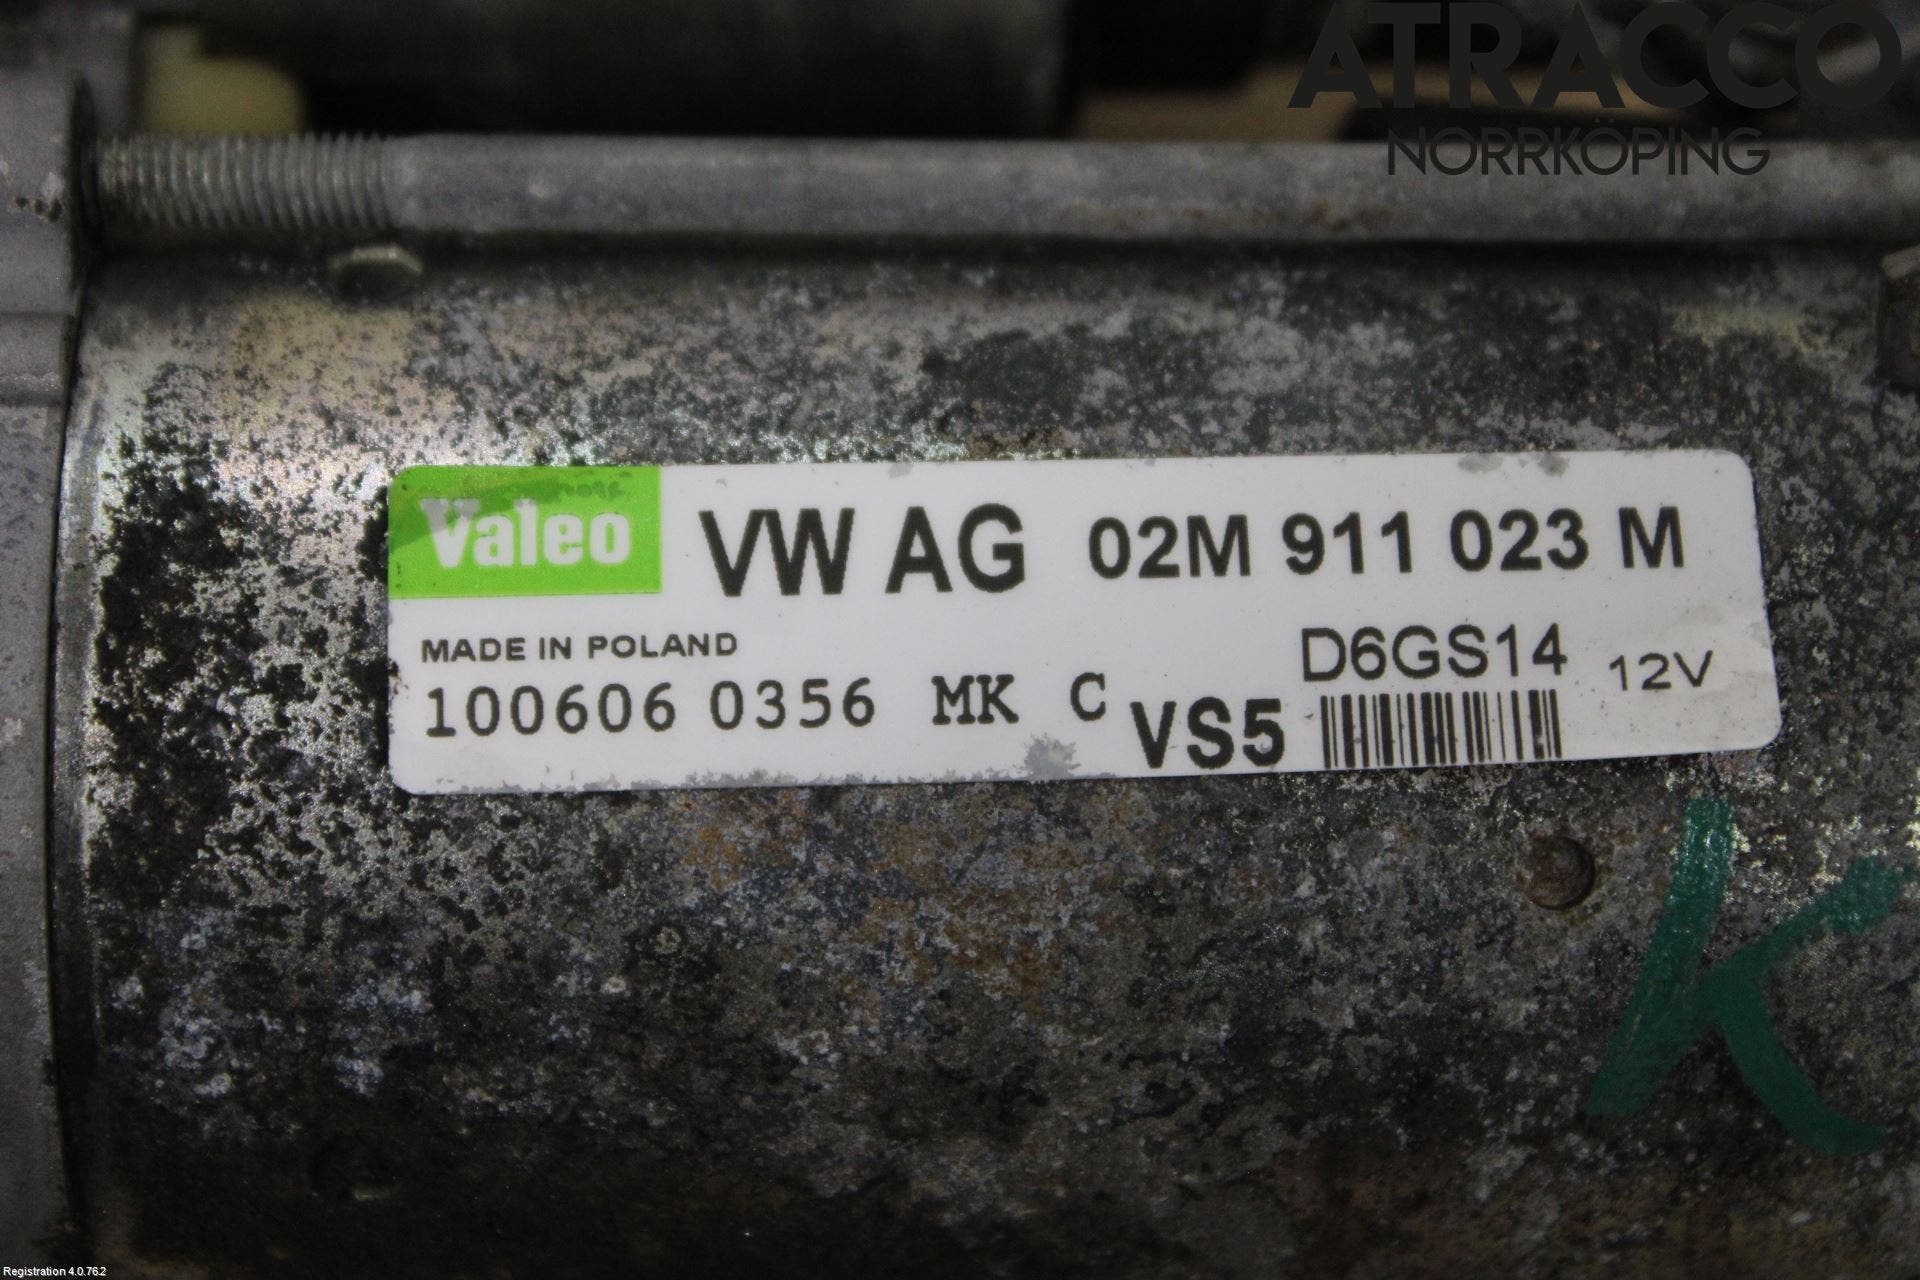 ATRACCO
NORRKÖPING
Valeo VW AG 02M 911 023 M
MADE IN POLAND D6GS14 12V
100606 0356 MK C VS5
K
Registration 4.0.76.2